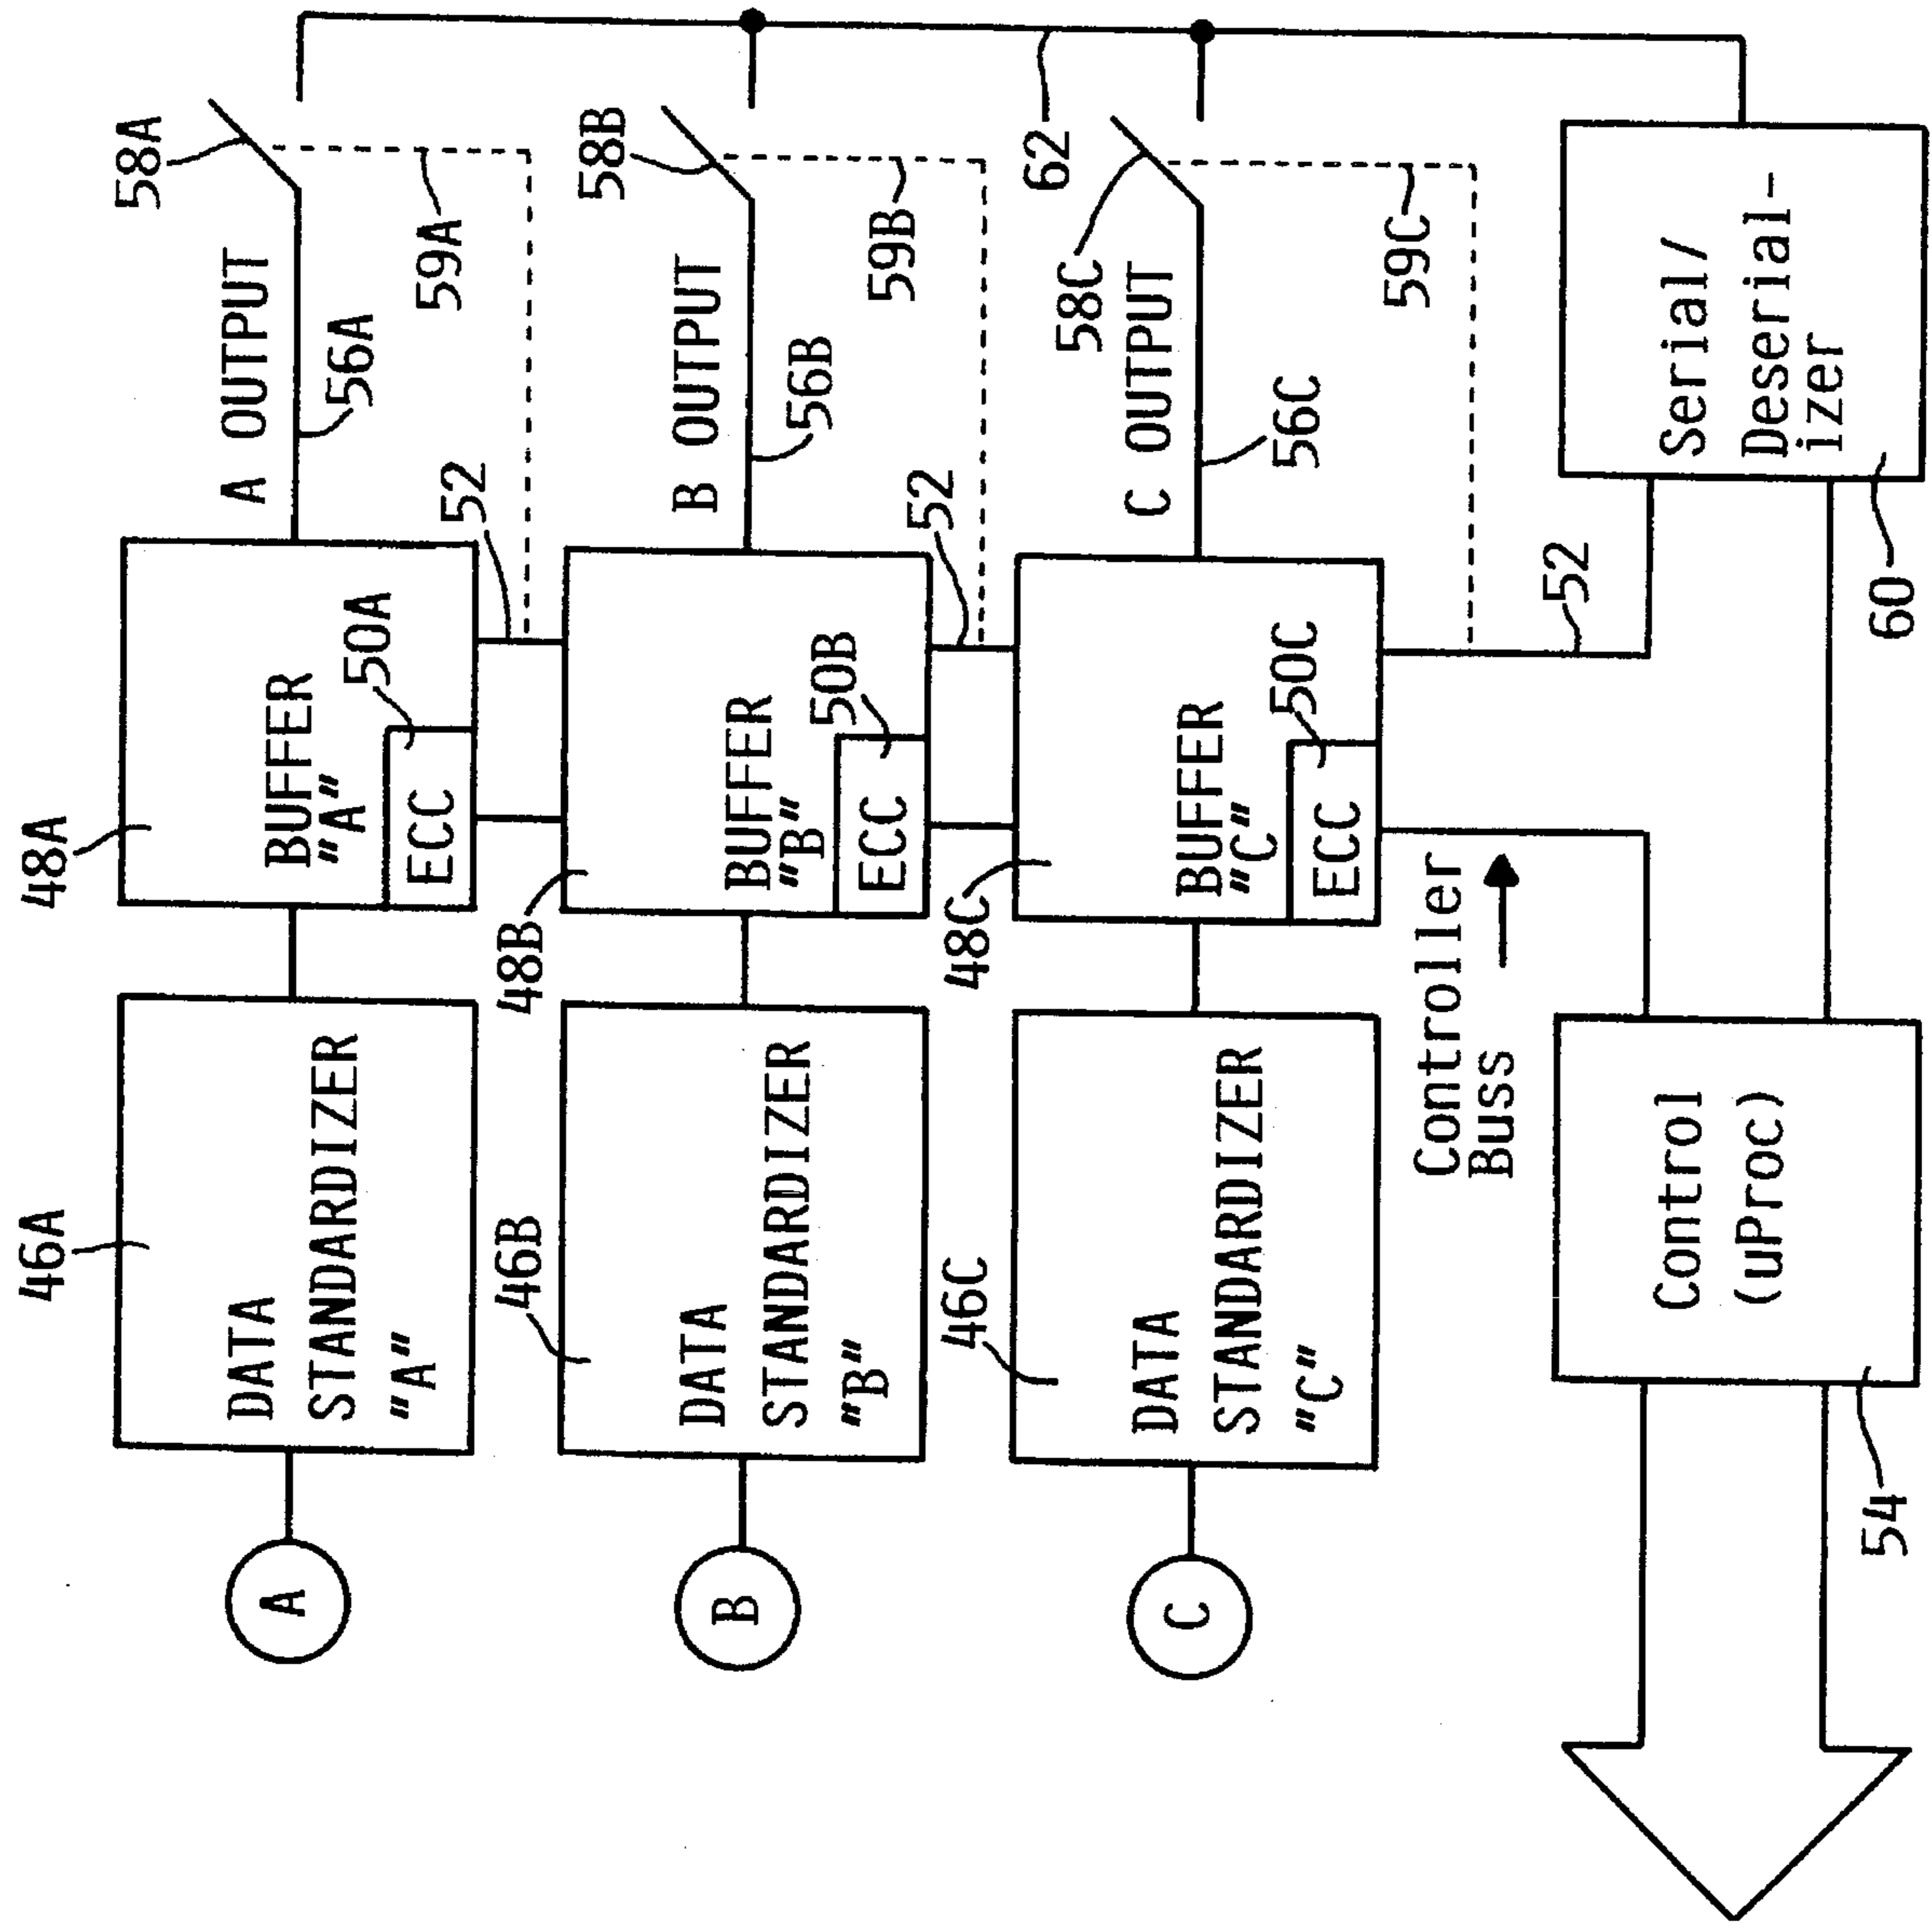 A
46A
DATA
STANDARDIZER
"A"
48A
BUFFER
"A"
ECC
50A
A OUTPUT
56A
58A
59A
52
B
46B
DATA
STANDARDIZER
"B"
48B
BUFFER
"B"
ECC
50B
B OUTPUT
56B
58B
59B
52
C
46C
DATA
STANDARDIZER
"C"
48C
BUFFER
"C"
ECC
50C
C OUTPUT
56C
58C
59C
62
Controller
Buss
52
54
Control
(uProc)
60
Serial/
Deserial-
izer